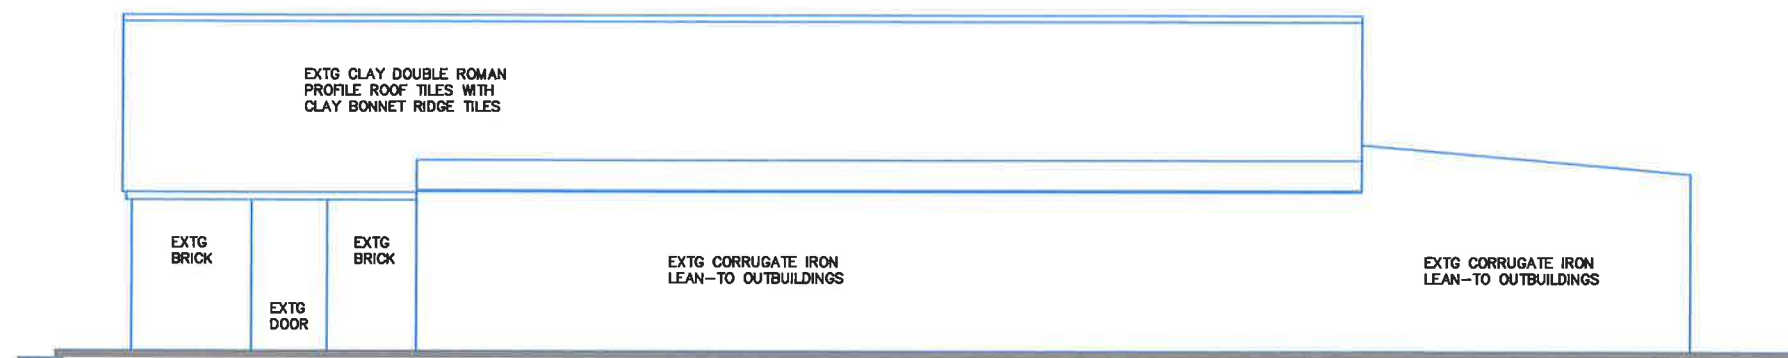 EXTG CLAY DOUBLE ROMAN
PROFILE ROOF TILES WITH
CLAY BONNET RIDGE TILES
EXTG
BRICK
EXTG
DOOR
EXTG
BRICK
EXTG CORRUGATE IRON
LEAN-TO OUTBUILDINGS
EXTG CORRUGATE IRON
LEAN-TO OUTBUILDINGS